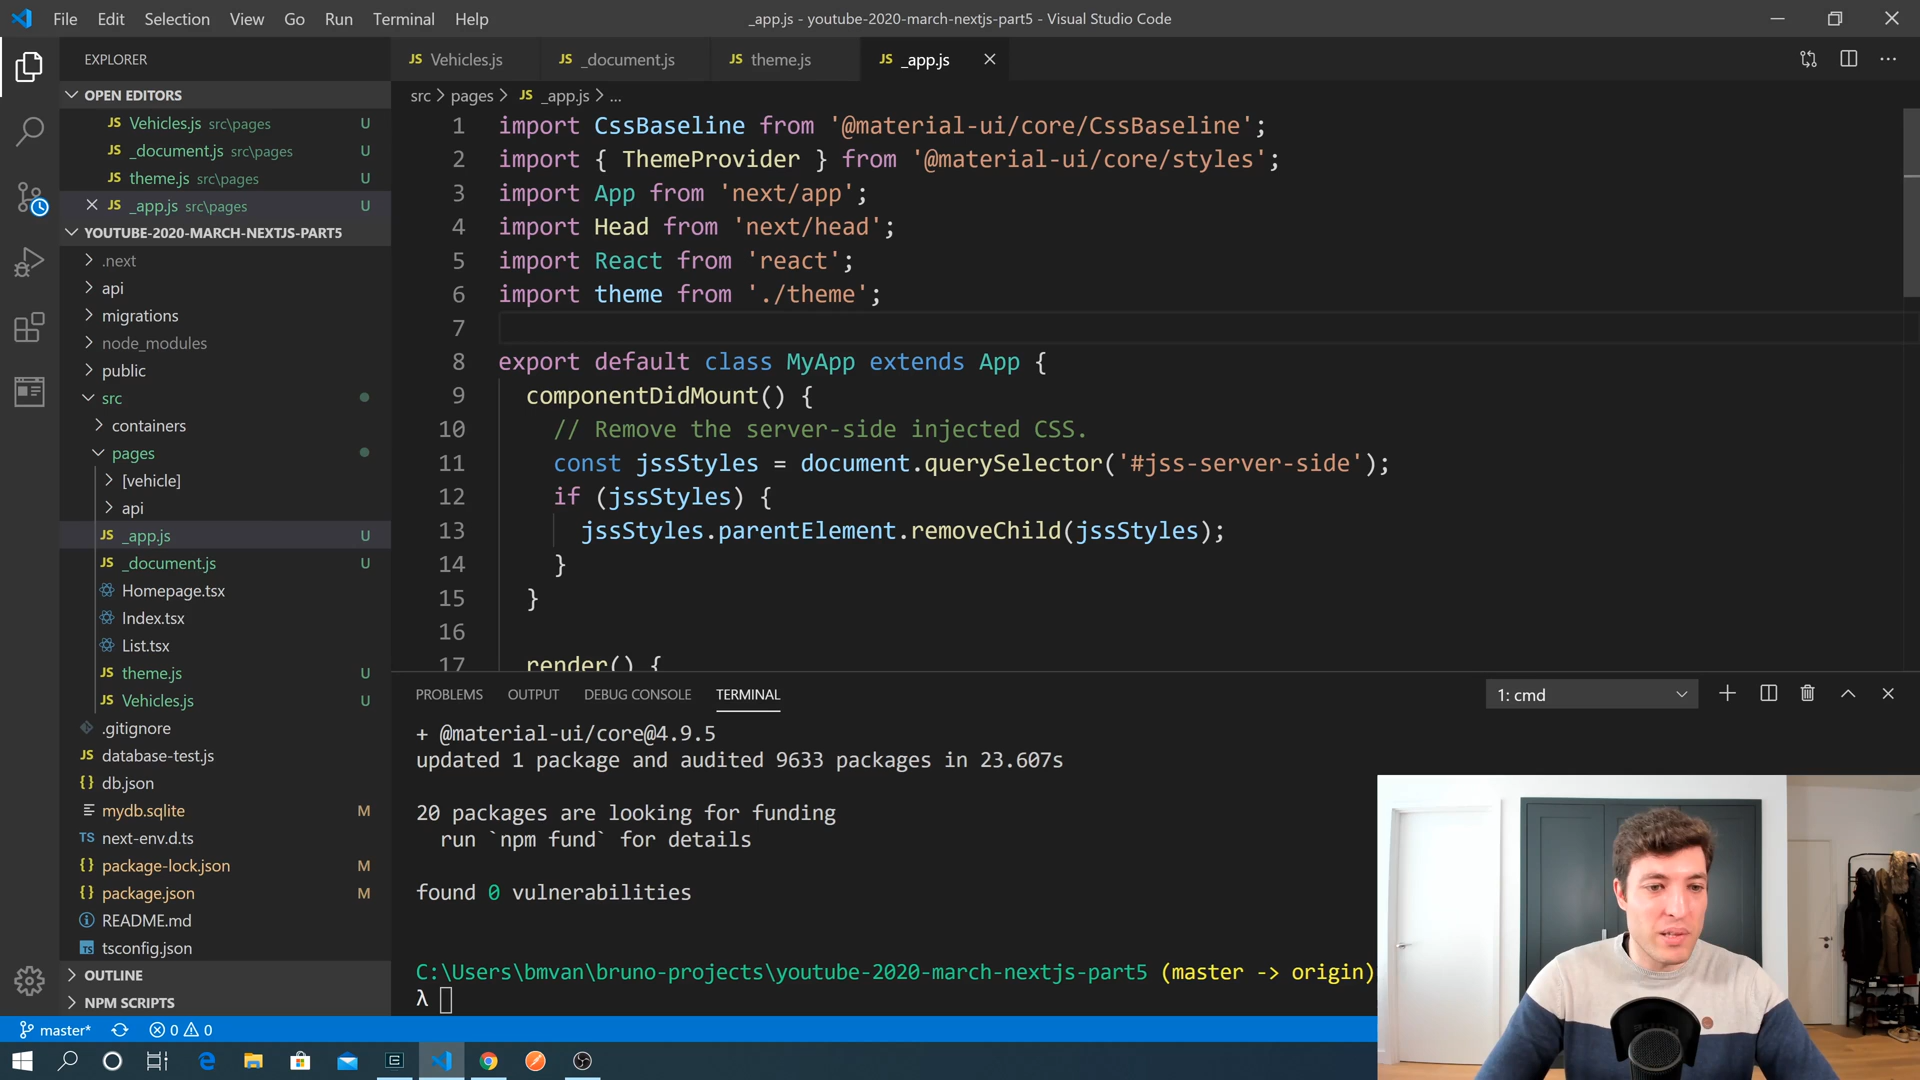 File Edit Selection View Go Run Terminal Help
_app.js - youtube-2020-march-nextjs-part5 - Visual Studio Code
EXPLORER
OPEN EDITORS
JS Vehicles.js src\pages U
JS _document.js src\pages U
JS theme.js src\pages U
JS _app.js src\pages U
YOUTUBE-2020-MARCH-NEXTJS-PART5
.next
api
migrations
node_modules
public
src
containers
pages
[vehicle]
api
JS _app.js U
JS _document.js U
Homepage.tsx
Index.tsx
List.tsx
JS theme.js U
JS Vehicles.js U
.gitignore
JS database-test.js
{} db.json
mydb.sqlite M
TS next-env.d.ts
{} package-lock.json M
{} package.json M
README.md
tsconfig.json
OUTLINE
NPM SCRIPTS
JS Vehicles.js JS _document.js JS theme.js JS _app.js
src > pages > JS _app.js > ...
1 import CssBaseline from '@material-ui/core/CssBaseline';
2 import { ThemeProvider } from '@material-ui/core/styles';
3 import App from 'next/app';
4 import Head from 'next/head';
5 import React from 'react';
6 import theme from './theme';
7
8 export default class MyApp extends App {
9 componentDidMount() {
10 // Remove the server-side injected CSS.
11 const jssStyles = document.querySelector('#jss-server-side');
12 if (jssStyles) {
13 jssStyles.parentElement.removeChild(jssStyles);
14 }
15 }
16
17 render() {
PROBLEMS OUTPUT DEBUG CONSOLE TERMINAL
1: cmd
+ @material-ui/core@4.9.5
updated 1 package and audited 9633 packages in 23.607s
20 packages are looking for funding
run `npm fund` for details
found 0 vulnerabilities
C:\Users\bmvan\bruno-projects\youtube-2020-march-nextjs-part5 (master -> origin)
λ
master* 0 0